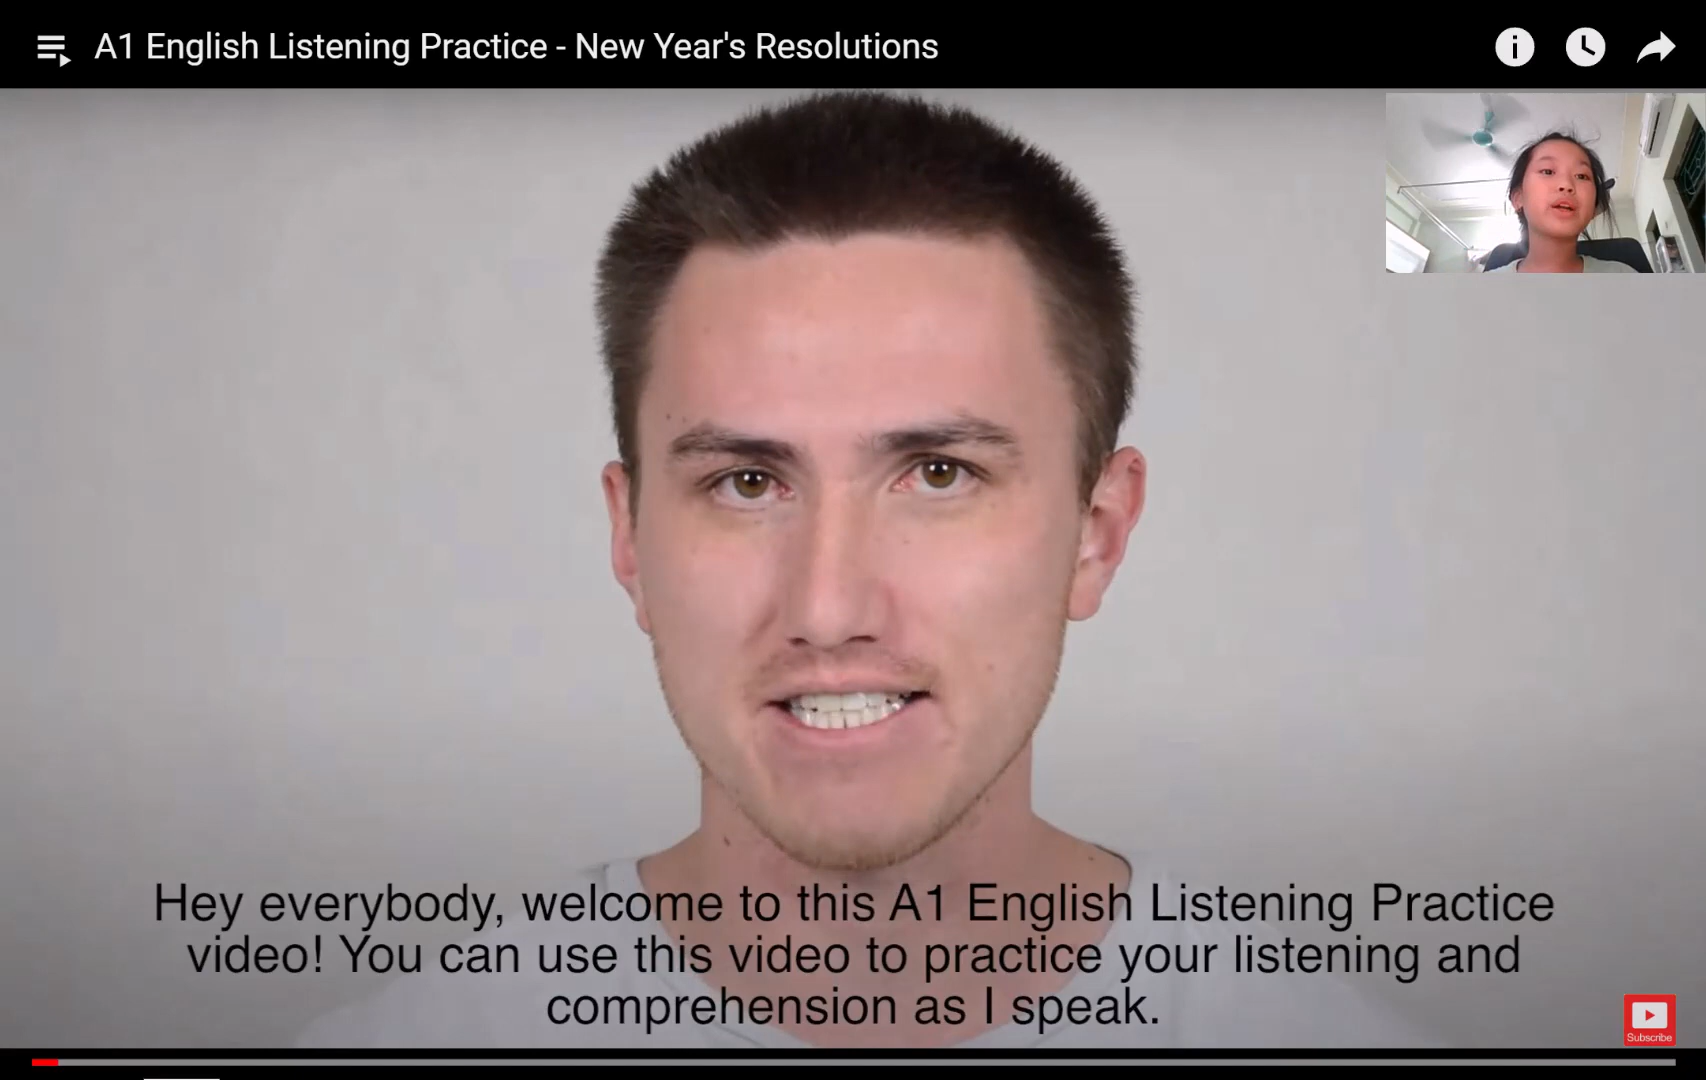 A1 English Listening Practice - New Year's Resolutions
Hey everybody, welcome to this A1 English Listening Practice
video! You can use this video to practice your listening and
comprehension as I speak.
Subscribe